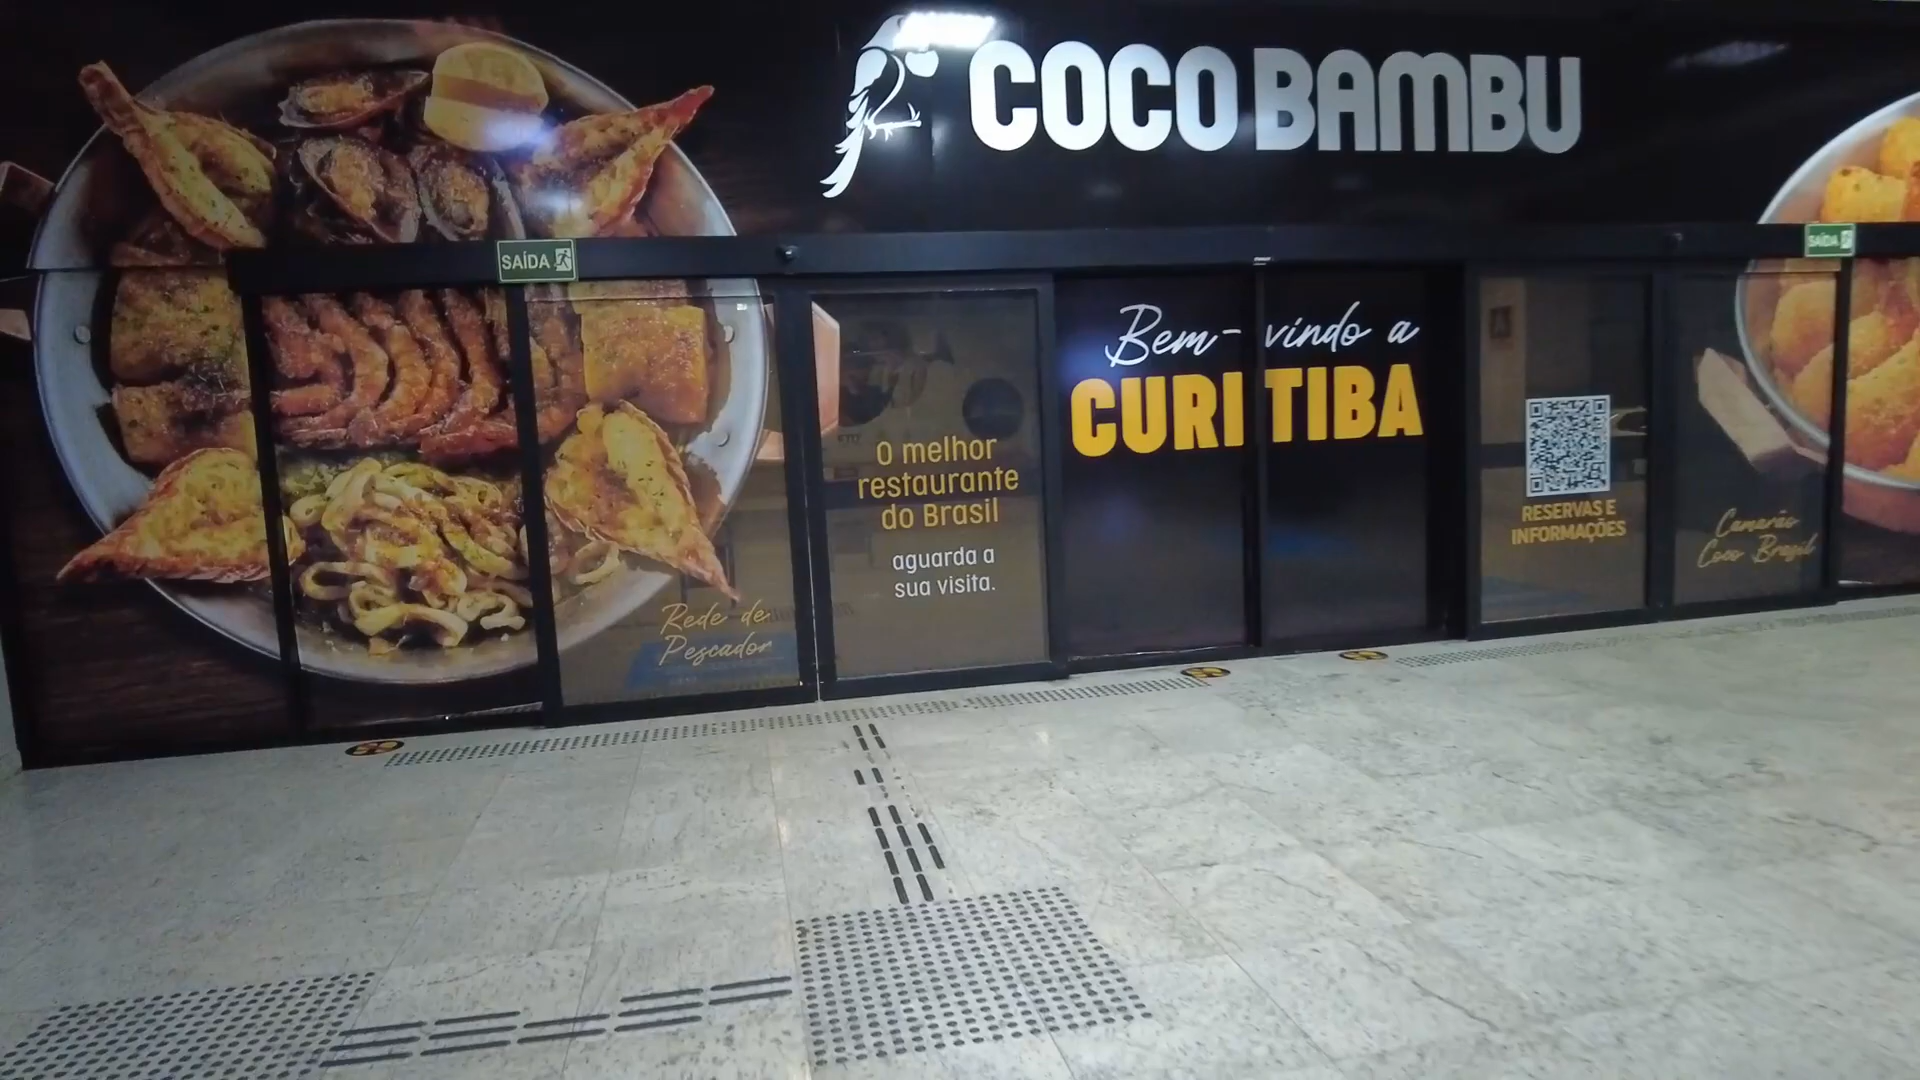 COCO BAMBU
SAÍDA
SAÍDA
Bem-vindo a
CURITIBA
O melhor
restaurante
do Brasil
aguarda a
sua visita.
RESERVAS E
INFORMAÇÕES
Camarão
Coco Brasil
Rede de
Pescador